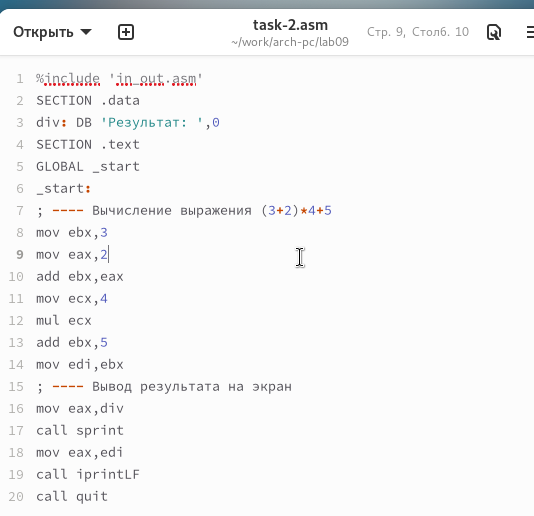 Открыть
task-2.asm
~/work/arch-pc/lab09
Стр. 9, Столб. 10
1 %include 'in_out.asm'
2 SECTION .data
3 div: DB 'Результат: ',0
4 SECTION .text
5 GLOBAL _start
6 _start:
7 ; ---- Вычисление выражения (3+2)*4+5
8 mov ebx,3
9 mov eax,2
10 add ebx,eax
11 mov ecx,4
12 mul ecx
13 add ebx,5
14 mov edi,ebx
15 ; ---- Вывод результата на экран
16 mov eax,div
17 call sprint
18 mov eax,edi
19 call iprintLF
20 call quit